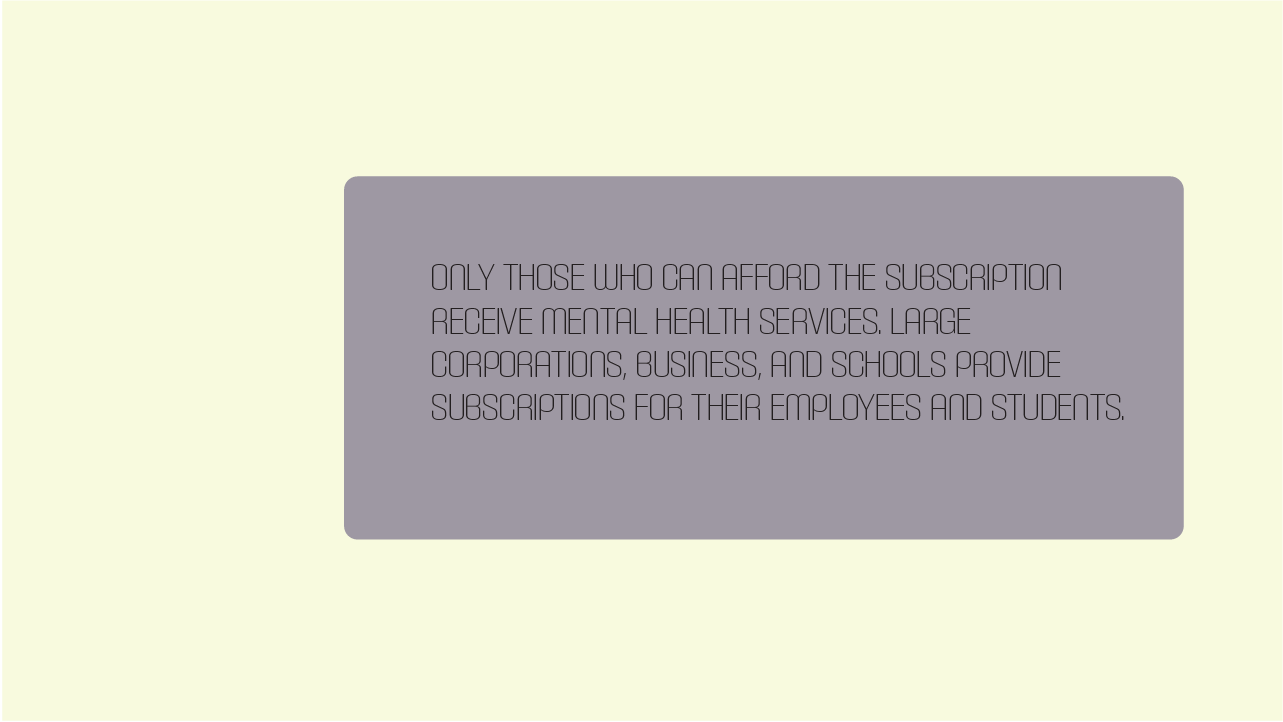 ONLY THOSE WHO CAN AFFORD THE SUBSCRIPTION
RECEIVE MENTAL HEALTH SERVICES. LARGE
CORPORATIONS, BUSINESS, AND SCHOOLS PROVIDE
SUBSCRIPTIONS FOR THEIR EMPLOYEES AND STUDENTS.